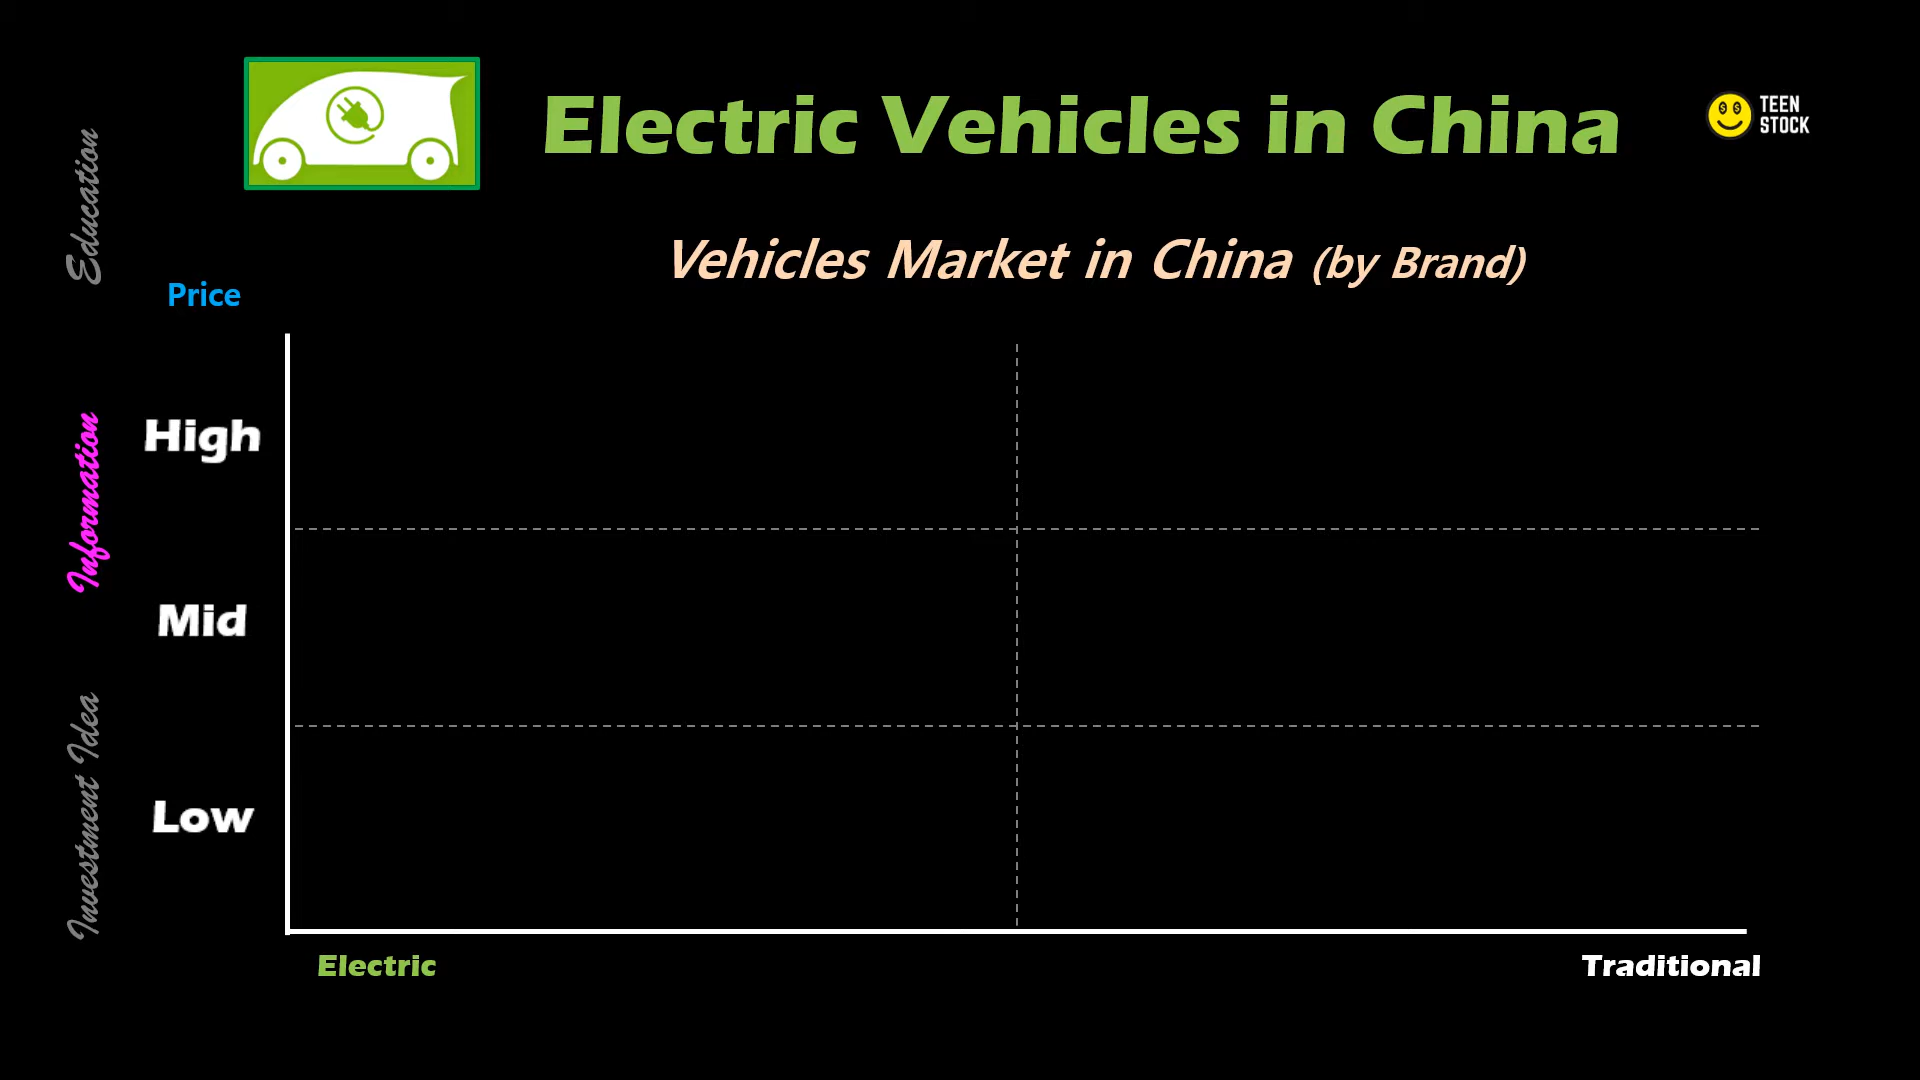 Electric Vehicles in China
TEEN
STOCK
Vehicles Market in China (by Brand)
Education
Information
Investment Idea
Price
High
Mid
Low
Electric
Traditional